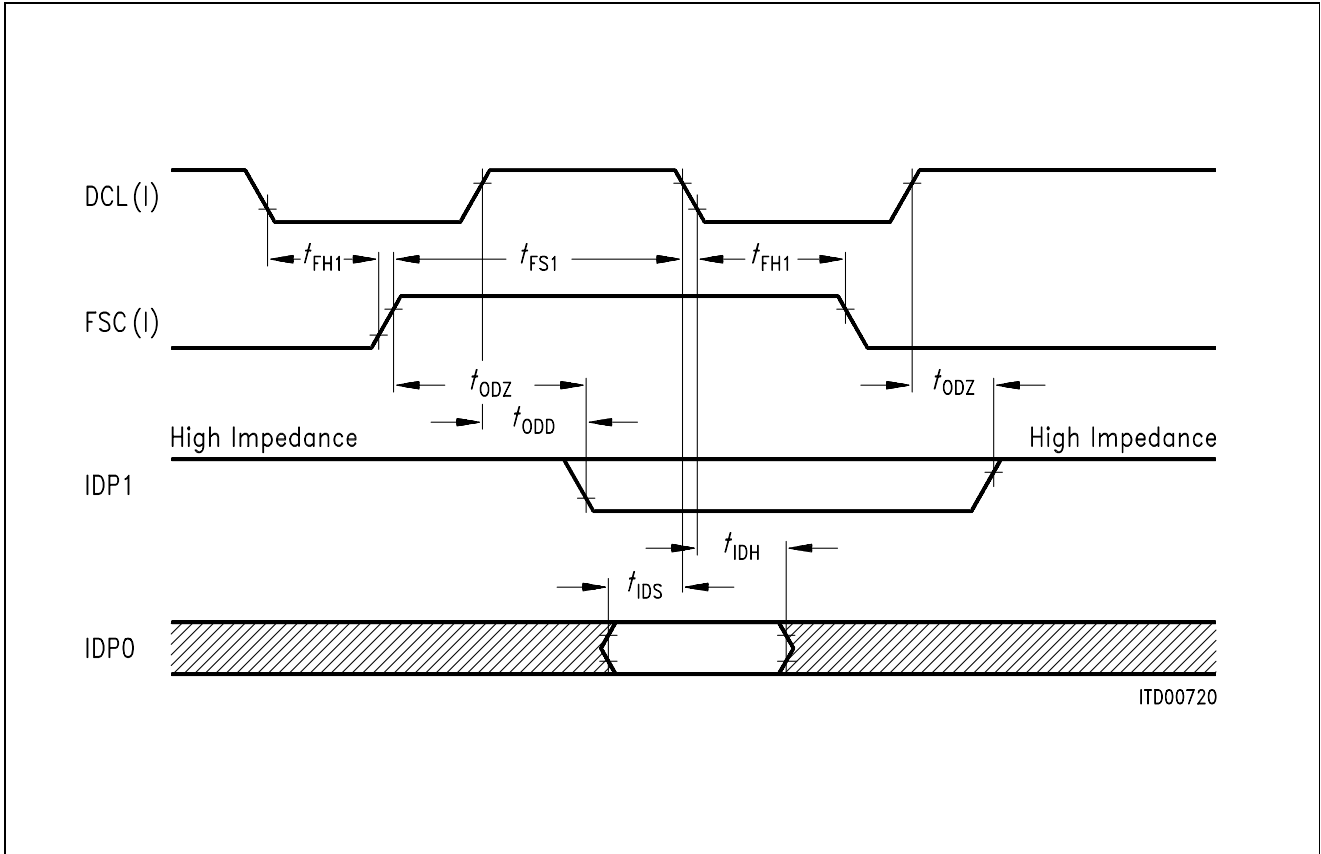 DCL (I)
tFH1
tFS1
tFH1
FSC (I)
tODZ
tODZ
tODD
High Impedance
High Impedance
IDP1
tIDH
tIDS
IDP0
ITD00720